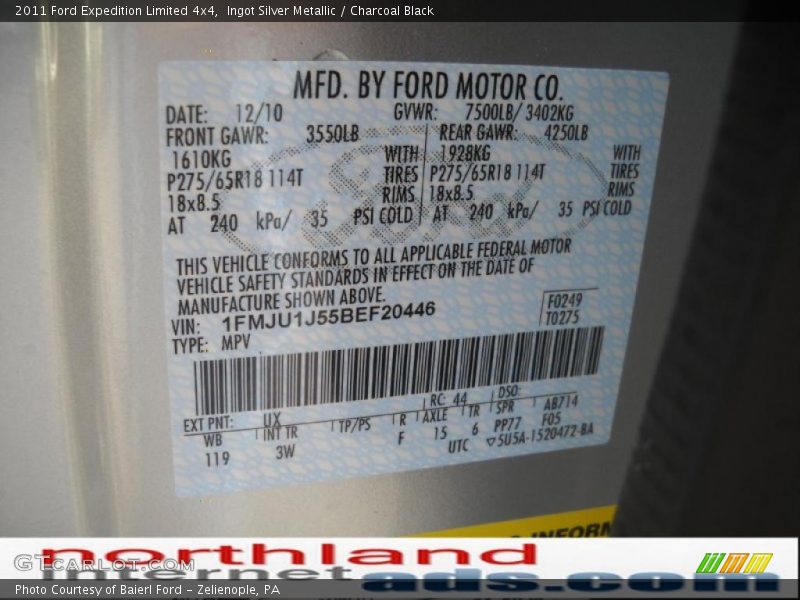 2011 Ford Expedition Limited 4x4, Ingot Silver Metallic / Charcoal Black
MFD. BY FORD MOTOR CO.
DATE: 12/10 GVWR: 7500LB/ 3402KG
FRONT GAWR: 3550LB REAR GAWR: 4250LB
1610KG WITH 1928KG WITH
P275/65R18 114T TIRES P275/65R18 114T TIRES
18x8.5 RIMS 18x8.5 RIMS
AT 240 kPa/ 35 PSI COLD AT 240 kPa/ 35 PSI COLD
THIS VEHICLE CONFORMS TO ALL APPLICABLE FEDERAL MOTOR
VEHICLE SAFETY STANDARDS IN EFFECT ON THE DATE OF
MANUFACTURE SHOWN ABOVE.
VIN: 1FMJU1J55BEF20446 F0249
TYPE: MPV T0275
EXT PNT: UX RC: 44 DSO:
WB INT TR TP/PS R AXLE TR SPR AB714
119 3W F 15 6 PP77 F05
UTC ▽5U5A-1520472-BA
INFORM
northland
GTCarLot.com
internet ads.com
Photo Courtesy of Baierl Ford - Zelienople, PA